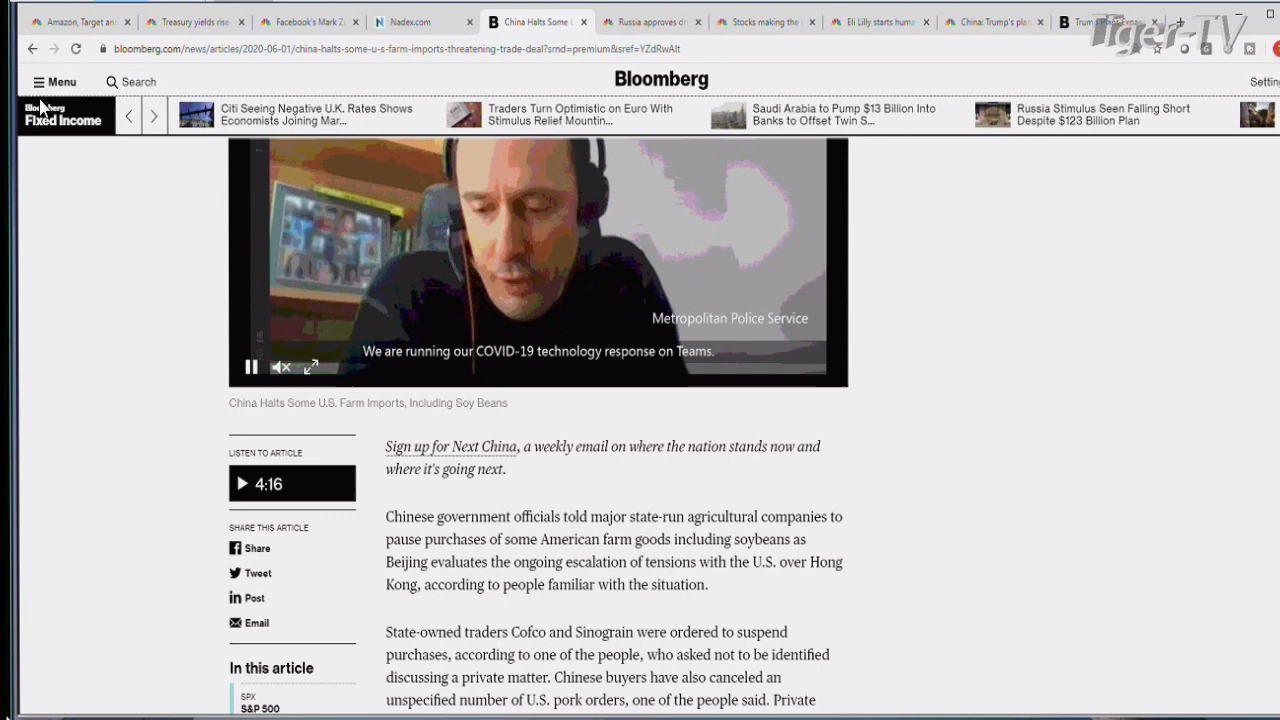 Amazon, Target and
Treasury yields rise
Facebook's Mark Z
Nadex.com
China Halts Some
Russia approves dr
Stocks making the
Eli Lilly starts huma
China: Trump's plan
Tiger-TV
bloomberg.com/news/articles/2020-06-01/china-halts-some-u-s-farm-imports-threatening-trade-deal?srnd=premium&sref=YZdRwAlt
Menu
Search
Bloomberg
Settin
Bloomberg
Fixed Income
Citi Seeing Negative U.K. Rates Shows
Economists Joining Mar...
Traders Turn Optimistic on Euro With
Stimulus Relief Mountin...
Saudi Arabia to Pump $13 Billion Into
Banks to Offset Twin S...
Russia Stimulus Seen Falling Short
Despite $123 Billion Plan
Metropolitan Police Service
We are running our COVID-19 technology response on Teams.
China Halts Some U.S. Farm Imports, Including Soy Beans
LISTEN TO ARTICLE
4:16
SHARE THIS ARTICLE
Share
Tweet
Post
Email
In this article
SPX
S&P 500
Sign up for Next China, a weekly email on where the nation stands now and
where it's going next.
Chinese government officials told major state-run agricultural companies to
pause purchases of some American farm goods including soybeans as
Beijing evaluates the ongoing escalation of tensions with the U.S. over Hong
Kong, according to people familiar with the situation.
State-owned traders Cofco and Sinograin were ordered to suspend
purchases, according to one of the people, who asked not to be identified
discussing a private matter. Chinese buyers have also canceled an
unspecified number of U.S. pork orders, one of the people said. Private